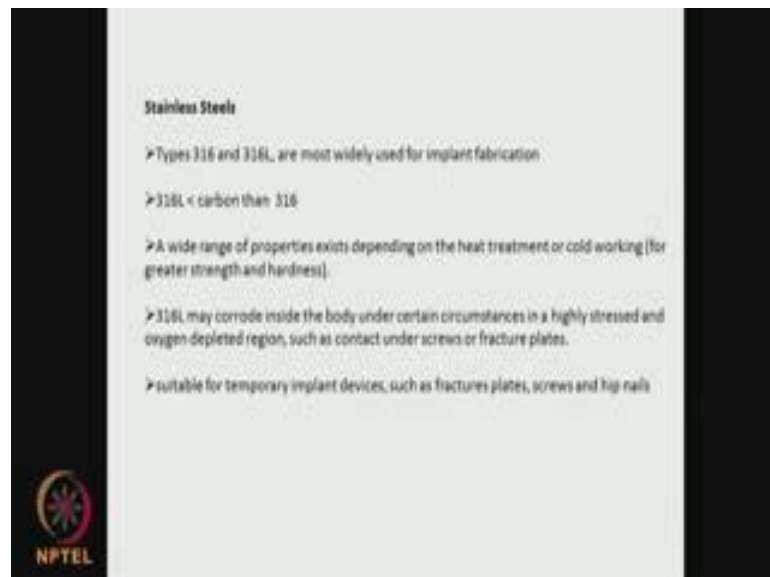 Stainless Steels
➤Types 316 and 316L, are most widely used for implant fabrication
➤316L < carbon than 316
➤A wide range of properties exists depending on the heat treatment or cold working (for
greater strength and hardness).
➤316L may corrode inside the body under certain circumstances in a highly stressed and
oxygen depleted region, such as contact under screws or fracture plates.
➤suitable for temporary implant devices, such as fractures plates, screws and hip nails
NPTEL